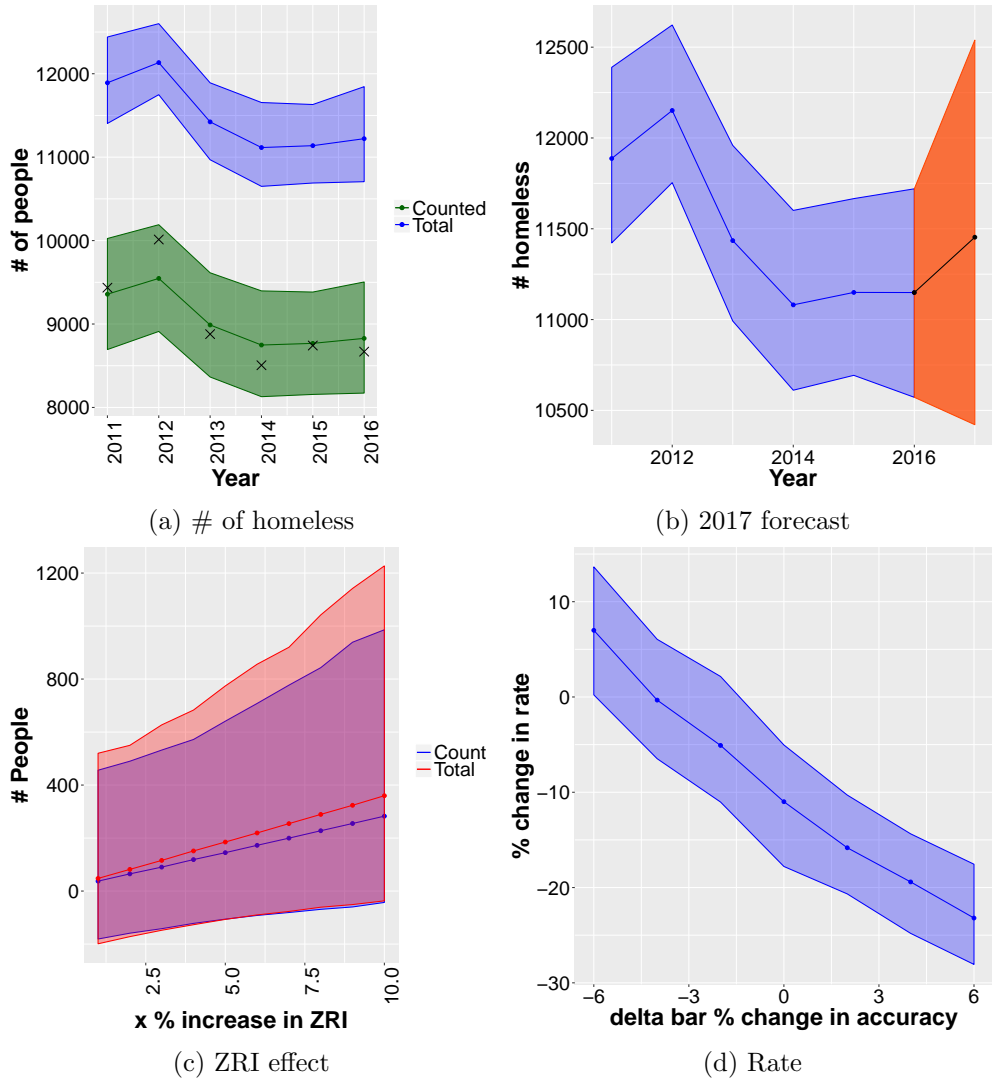 12000
11000
10000
9000
8000
# of people
2011
2012
2013
2014
2015
2016
Year
Counted
Total
(a) # of homeless
12500
12000
11500
11000
10500
# homeless
2012
2014
2016
Year
(b) 2017 forecast
1200
800
400
0
# People
2.5
5.0
7.5
10.0
x % increase in ZRI
Count
Total
(c) ZRI effect
10
0
−10
−20
−30
% change in rate
−6
−3
0
3
6
delta bar % change in accuracy
(d) Rate